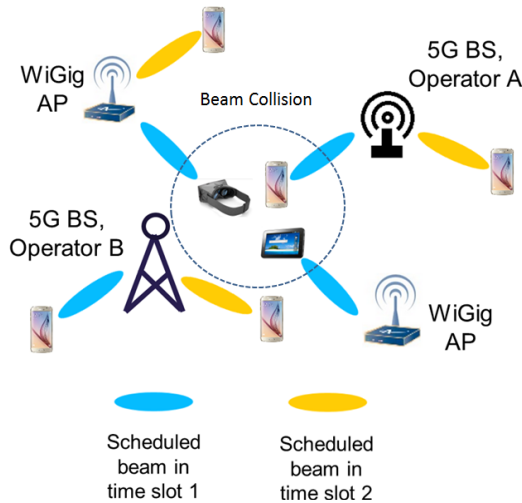 WiGig
AP
5G BS,
Operator A
Beam Collision
5G BS,
Operator B
WiGig
AP
Scheduled
beam in
time slot 1
Scheduled
beam in
time slot 2